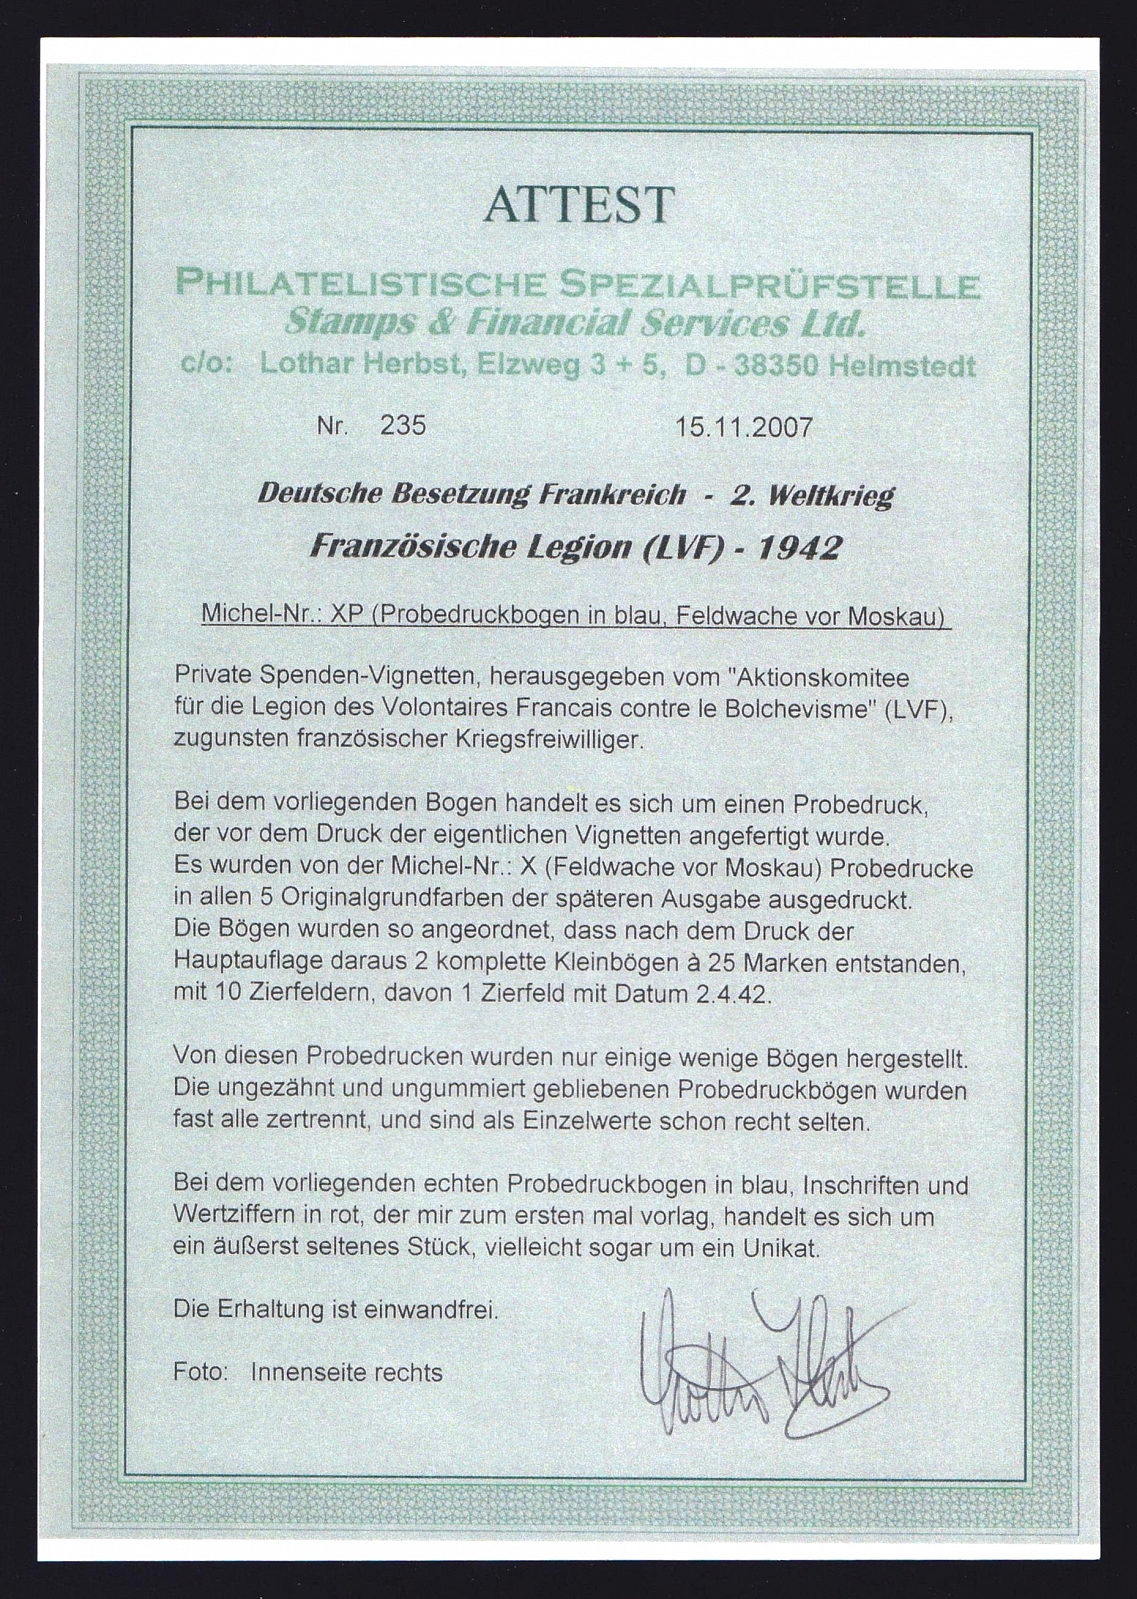 ATTEST
PHILATELISTISCHE SPEZIALPRÜFSTELLE
Stamps & Financial Services Ltd.
c/o: Lothar Herbst, Elzweg 3 + 5, D - 38350 Helmstedt
Nr. 235 15.11.2007
Deutsche Besetzung Frankreich - 2. Weltkrieg
Französische Legion (LVF) - 1942
Michel-Nr.: XP (Probedruckbogen in blau, Feldwache vor Moskau)
Private Spenden-Vignetten, herausgegeben vom "Aktionskomitee
für die Legion des Volontaires Francais contre le Bolchevisme" (LVF),
zugunsten französischer Kriegsfreiwilliger.
Bei dem vorliegenden Bogen handelt es sich um einen Probedruck,
der vor dem Druck der eigentlichen Vignetten angefertigt wurde.
Es wurden von der Michel-Nr.: X (Feldwache vor Moskau) Probedrucke
in allen 5 Originalgrundfarben der späteren Ausgabe ausgedruckt.
Die Bögen wurden so angeordnet, dass nach dem Druck der
Hauptauflage daraus 2 komplette Kleinbögen à 25 Marken entstanden,
mit 10 Zierfeldern, davon 1 Zierfeld mit Datum 2.4.42.
Von diesen Probedrucken wurden nur einige wenige Bögen hergestellt.
Die ungezähnt und ungummiert gebliebenen Probedruckbögen wurden
fast alle zertrennt, und sind als Einzelwerte schon recht selten.
Bei dem vorliegenden echten Probedruckbogen in blau, Inschriften und
Wertziffern in rot, der mir zum ersten mal vorlag, handelt es sich um
ein äußerst seltenes Stück, vielleicht sogar um ein Unikat.
Die Erhaltung ist einwandfrei.
Foto: Innenseite rechts